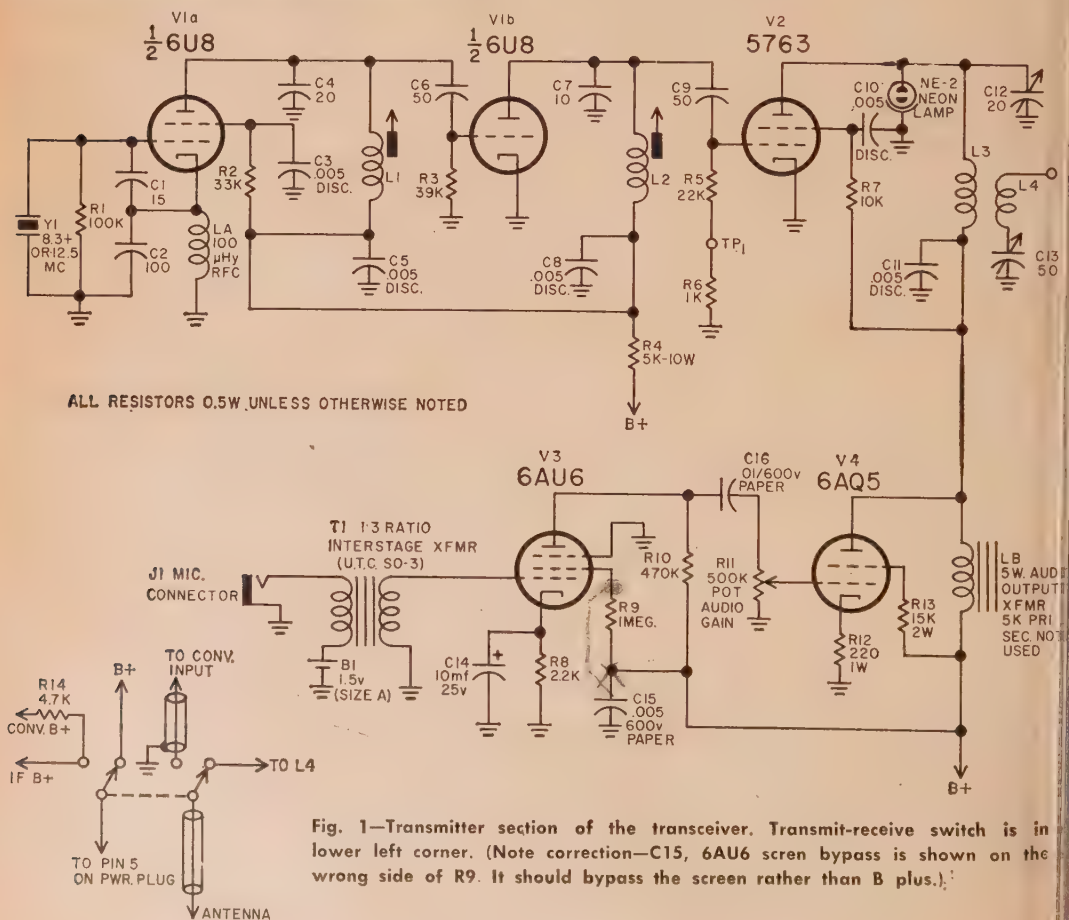 V1a
½ 6U8
V1b
½ 6U8
V2
5763
C4
20
C6
50
C7
10
C9
50
C10
.005
DISC.
NE-2
NEON
LAMP
C12
20
C1
15
R2
33K
C3
.005
DISC.
L1
R3
39K
L2
R5
22K
R7
10K
L3
L4
Y1
8.3+
OR 12.5
MC
R1
100K
C2
100
LA
100
µHy
RFC
C5
.005
DISC.
C8
.005
DISC.
TP1
R6
1K
C11
.005
DISC.
C13
50
R4
5K-10W
B+
ALL RESISTORS 0.5W UNLESS OTHERWISE NOTED
J1 MIC.
CONNECTOR
T1 1:3 RATIO
INTERSTAGE XFMR
(U.T.C. SO-3)
B1
1.5v
(SIZE A)
V3
6AU6
C14
10mf
25v
R8
2.2K
R9
1MEG.
C15
.005
600v
PAPER
R10
470K
C16
.01/600v
PAPER
R11
500K
POT
AUDIO
GAIN
V4
6AQ5
R12
220
1W
R13
15K
2W
LB
5W. AUD
OUTPUT
XFMR
5K PRI
SEC. NOT
USED
B+
R14
4.7K
CONV. B+
IF B+
B+
TO CONV.
INPUT
TO L4
TO PIN 5
ON PWR. PLUG
ANTENNA
Fig. 1—Transmitter section of the transceiver. Transmit-receive switch is in
lower left corner. (Note correction—C15, 6AU6 scren bypass is shown on the
wrong side of R9. It should bypass the screen rather than B plus.)